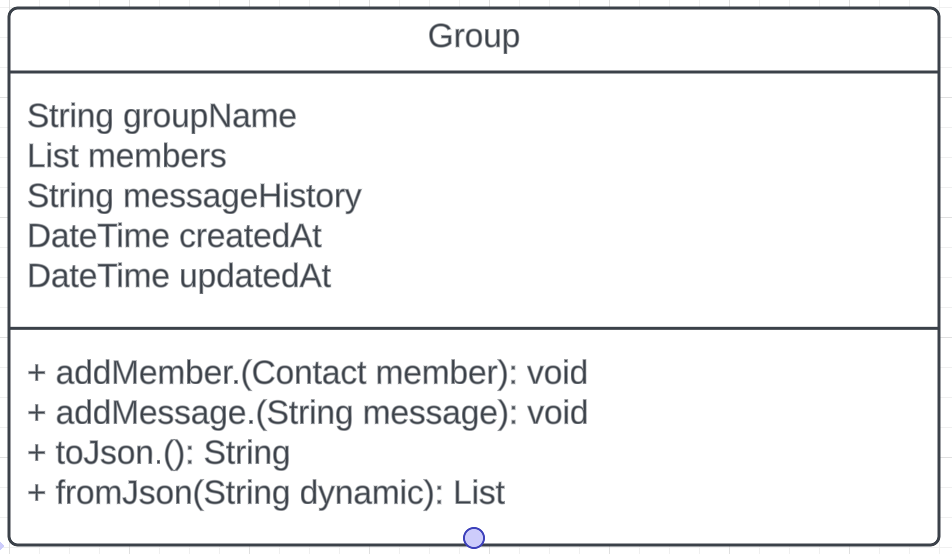 Group
String groupName
List members
String messageHistory
DateTime createdAt
DateTime updatedAt
+ addMember.(Contact member): void
+ addMessage.(String message): void
+ toJson.(): String
+ fromJson(String dynamic): List